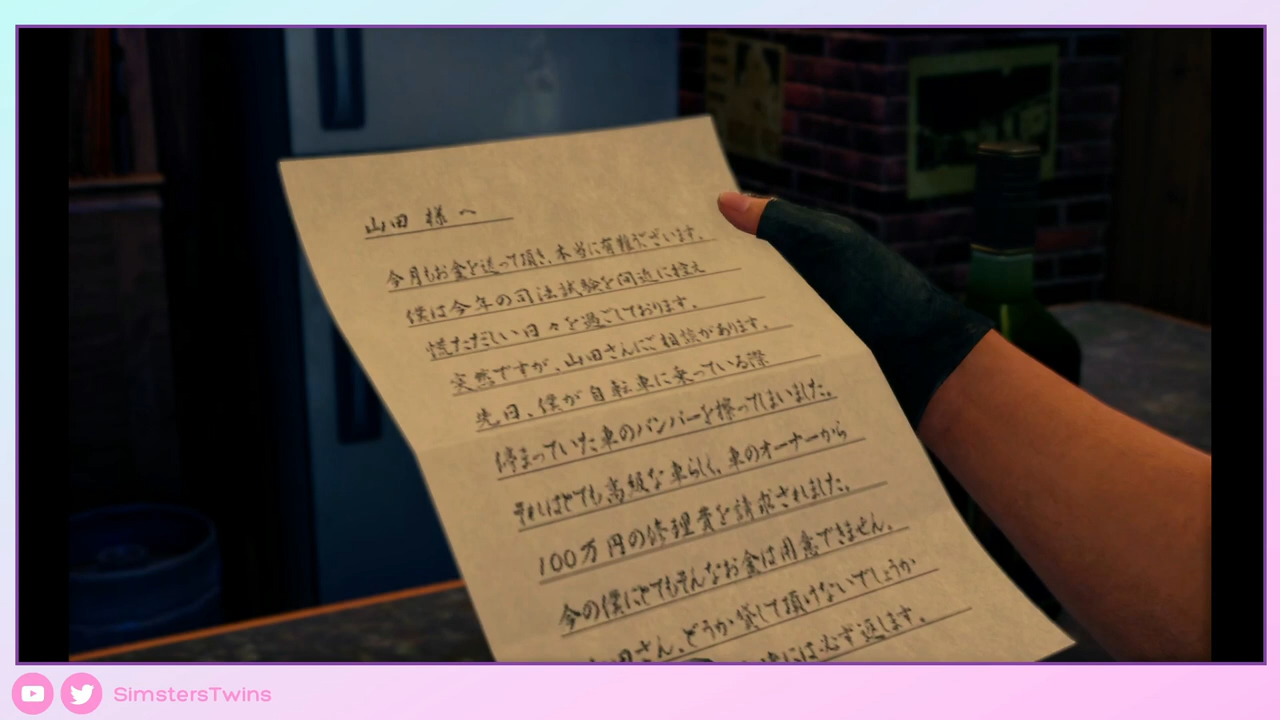 山田 様 へ
今月もお金を送って頂き、本当に有難うございます。
僕は今年の司法試験を間近に控え
慌ただしい日々を過ごしております。
突然ですが、山田さんにご相談があります。
先日、僕が自転車に乗っている際
停まっていた車のバンパーを擦ってしまいました。
それはとても高級な車らしく、車のオーナーから
100万円の修理費を請求されました。
今の僕にとてもそんなお金は用意できません。
山田さん、どうか貸して頂けないでしょうか
には必ず返します。
SimstersTwins